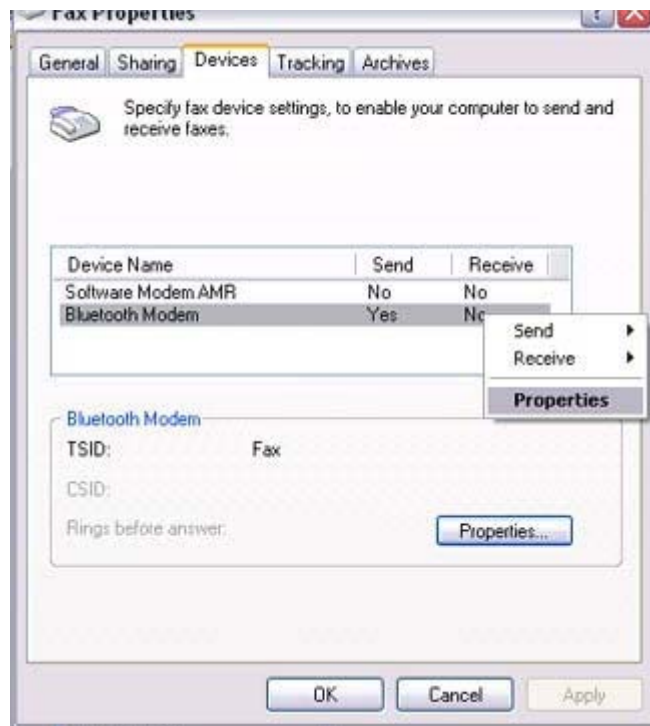 Fax Properties
General Sharing Devices Tracking Archives
Specify fax device settings, to enable your computer to send and
receive faxes.
Device Name Send Receive
Software Modem AMR No No
Bluetooth Modem Yes No
Send
Receive
Properties
Bluetooth Modem
TSID: Fax
CSID:
Rings before answer:
Properties...
OK Cancel Apply